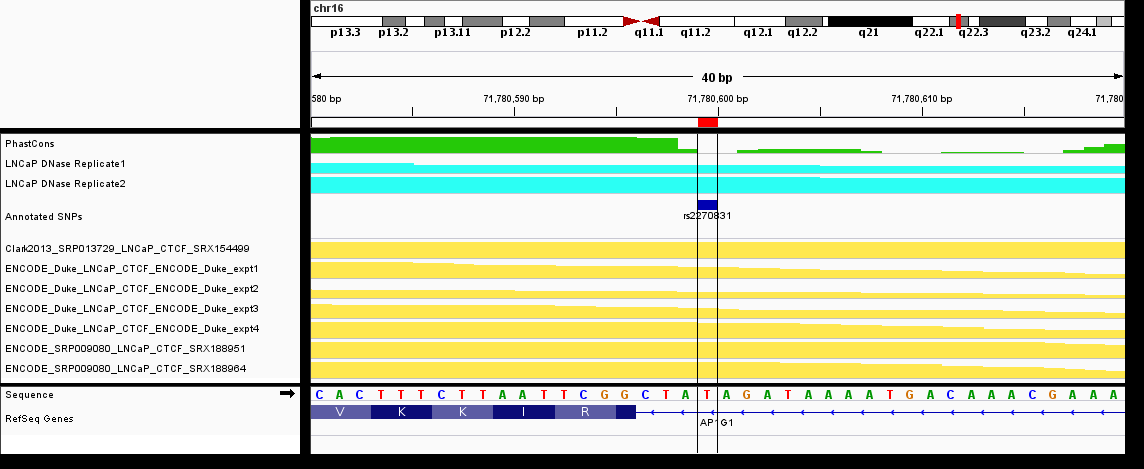 chr16
p13.3 p13.2 p13.11 p12.2 p11.2 q11.1 q11.2 q12.1 q12.2 q21 q22.1 q22.3 q23.2 q24.1
40 bp
580 bp 71,780,590 bp 71,780,600 bp 71,780,610 bp 71,780
PhastCons
LNCaP DNase Replicate1
LNCaP DNase Replicate2
Annotated SNPs
rs2270831
Clark2013_SRP013729_LNCaP_CTCF_SRX154499
ENCODE_Duke_LNCaP_CTCF_ENCODE_Duke_expt1
ENCODE_Duke_LNCaP_CTCF_ENCODE_Duke_expt2
ENCODE_Duke_LNCaP_CTCF_ENCODE_Duke_expt3
ENCODE_Duke_LNCaP_CTCF_ENCODE_Duke_expt4
ENCODE_SRP009080_LNCaP_CTCF_SRX188951
ENCODE_SRP009080_LNCaP_CTCF_SRX188964
Sequence C A C T T T C T T A A T T C G G C T A T A G A T A A A A T G A C A A A C G A A A
RefSeq Genes V K K I R
AP1G1